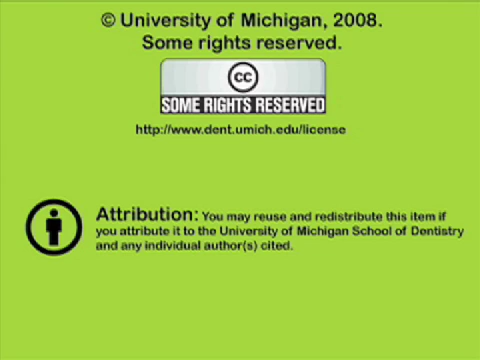 © University of Michigan, 2008.
Some rights reserved.
cc
SOME RIGHTS RESERVED
http://www.dent.umich.edu/license
Attribution: You may reuse and redistribute this item if
you attribute it to the University of Michigan School of Dentistry
and any individual author(s) cited.